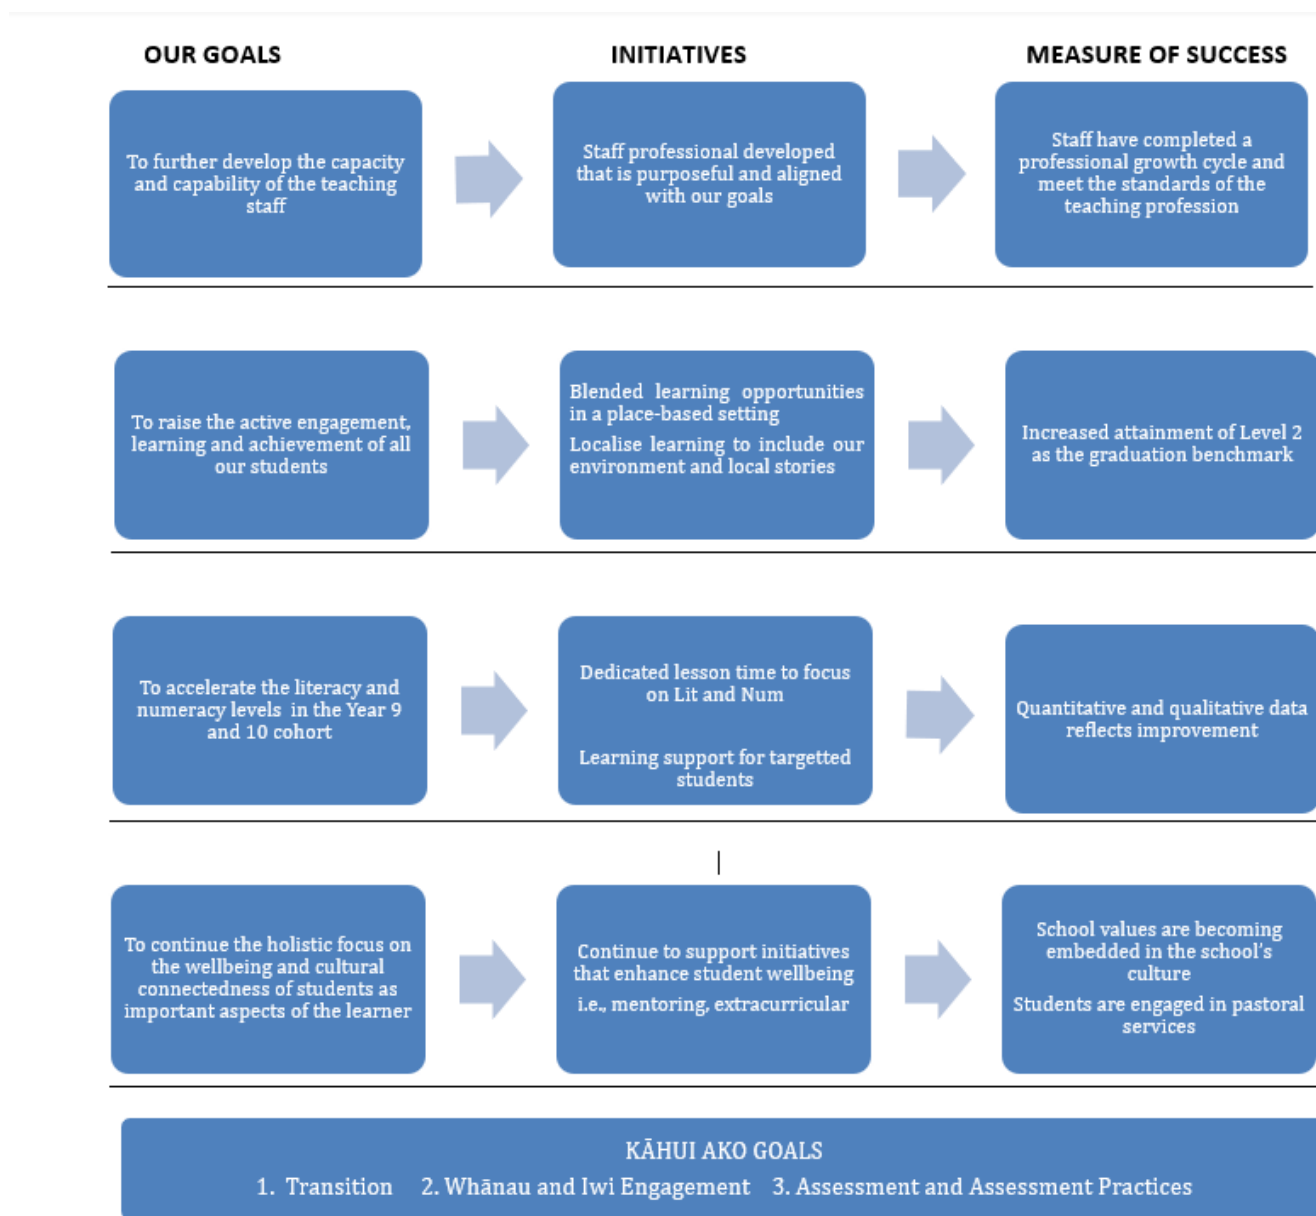 OUR GOALS
INITIATIVES
MEASURE OF SUCCESS
To further develop the capacity
and capability of the teaching
staff
Staff professional developed
that is purposeful and aligned
with our goals
Staff have completed a
professional growth cycle and
meet the standards of the
teaching profession
To raise the active engagement,
learning and achievement of all
our students
Blended learning opportunities
in a place-based setting
Localise learning to include our
environment and local stories
Increased attainment of Level 2
as the graduation benchmark
To accelerate the literacy and
numeracy levels in the Year 9
and 10 cohort
Dedicated lesson time to focus
on Lit and Num
Learning support for targetted
students
Quantitative and qualitative data
reflects improvement
To continue the holistic focus on
the wellbeing and cultural
connectedness of students as
important aspects of the learner
Continue to support initiatives
that enhance student wellbeing
i.e., mentoring, extracurricular
School values are becoming
embedded in the school’s
culture
Students are engaged in pastoral
services
KĀHUI AKO GOALS
1. Transition 2. Whānau and Iwi Engagement 3. Assessment and Assessment Practices